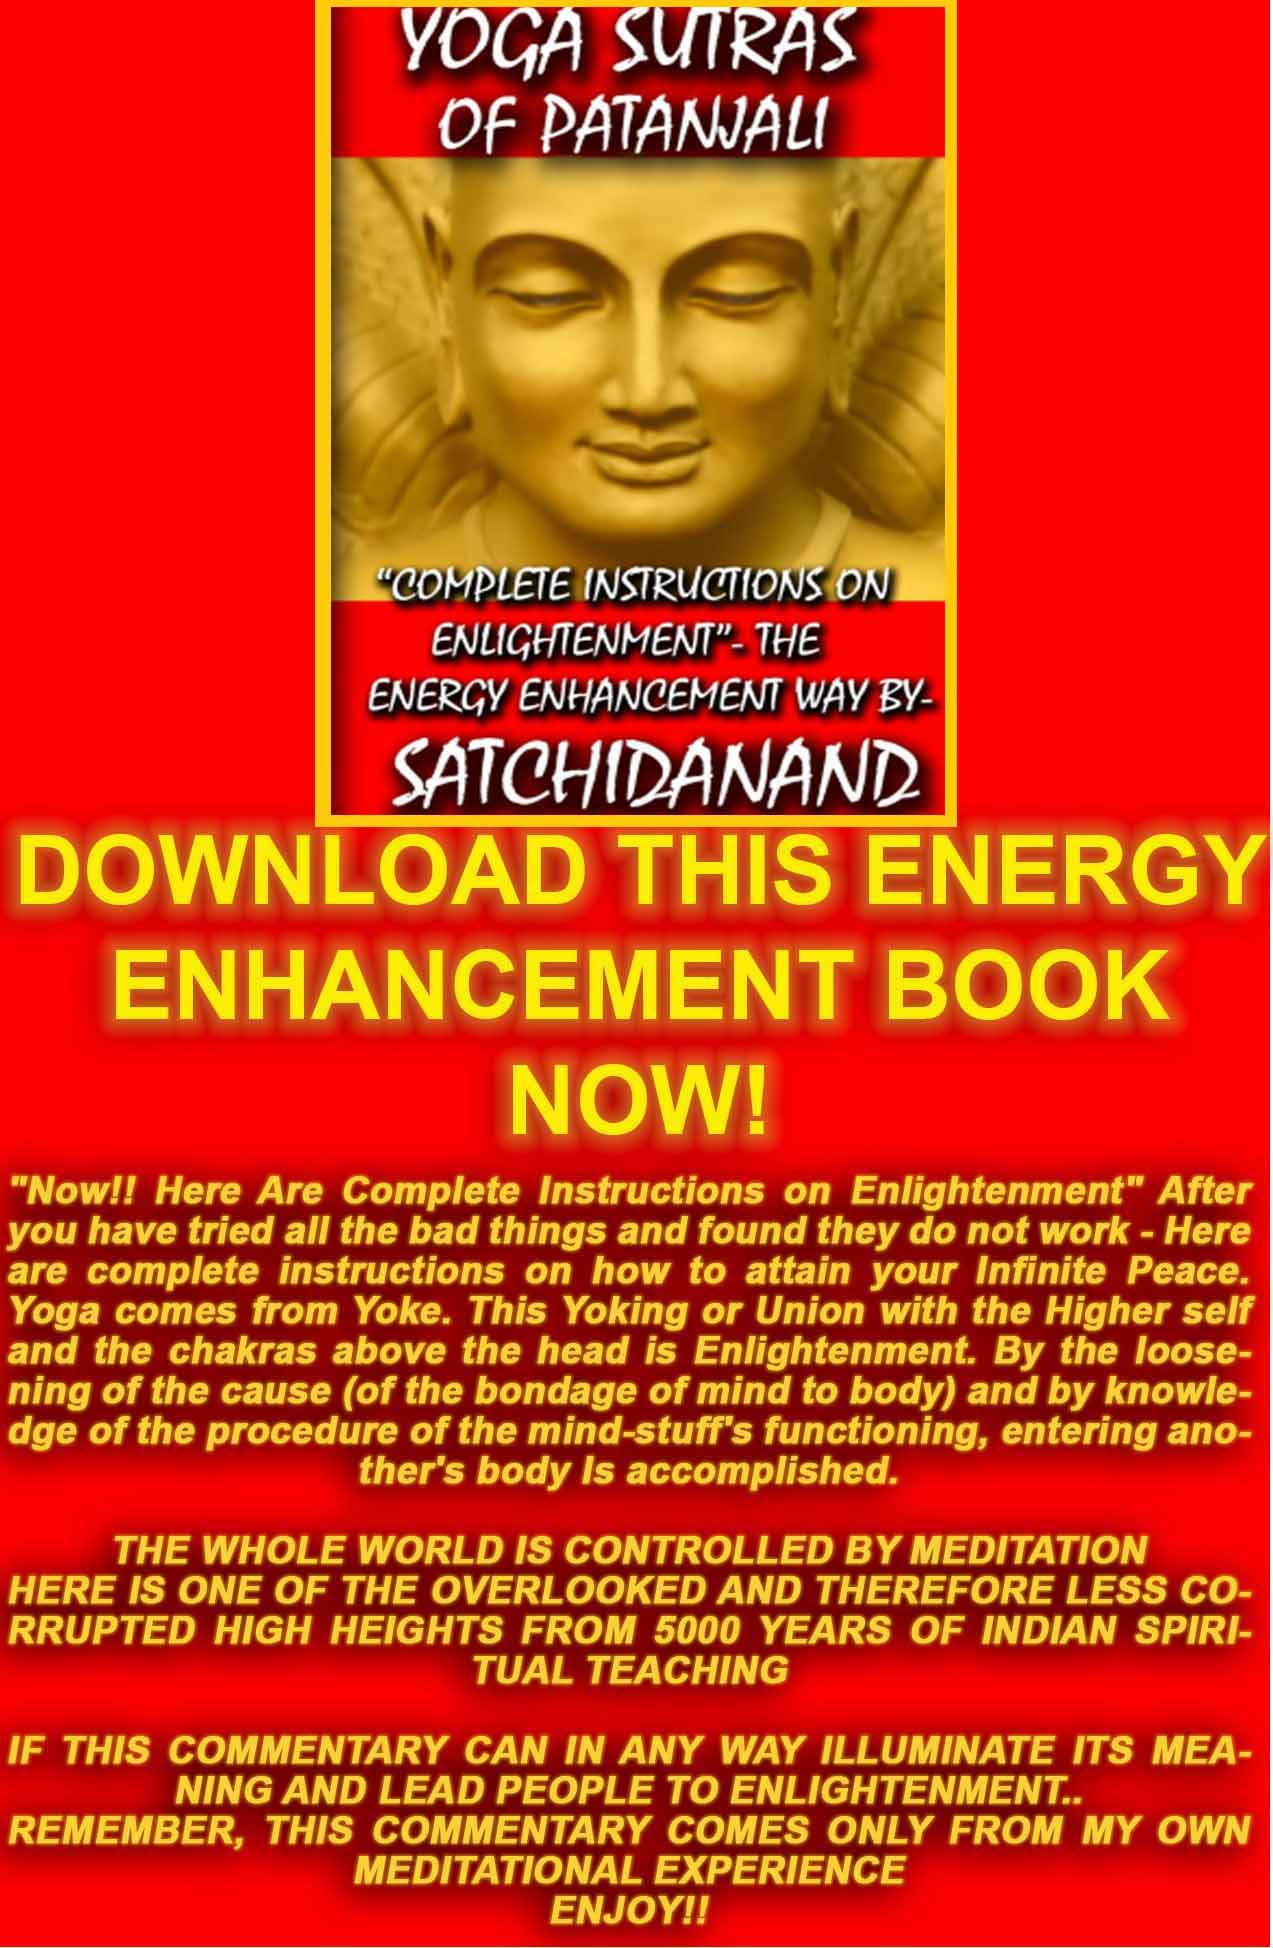 YOGA SUTRAS
OF PATANJALI
"COMPLETE INSTRUCTIONS ON
ENLIGHTENMENT"- THE
ENERGY ENHANCEMENT WAY BY-
SATCHIDANAND
DOWNLOAD THIS ENERGY
ENHANCEMENT BOOK
NOW!
"Now!! Here Are Complete Instructions on Enlightenment" After
you have tried all the bad things and found they do not work - Here
are complete instructions on how to attain your Infinite Peace.
Yoga comes from Yoke. This Yoking or Union with the Higher self
and the chakras above the head is Enlightenment. By the loose-
ning of the cause (of the bondage of mind to body) and by knowle-
dge of the procedure of the mind-stuff's functioning, entering ano-
ther's body Is accomplished.
THE WHOLE WORLD IS CONTROLLED BY MEDITATION
HERE IS ONE OF THE OVERLOOKED AND THEREFORE LESS CO-
RRUPTED HIGH HEIGHTS FROM 5000 YEARS OF INDIAN SPIRI-
TUAL TEACHING
IF THIS COMMENTARY CAN IN ANY WAY ILLUMINATE ITS MEA-
NING AND LEAD PEOPLE TO ENLIGHTENMENT..
REMEMBER, THIS COMMENTARY COMES ONLY FROM MY OWN
MEDITATIONAL EXPERIENCE
ENJOY!!